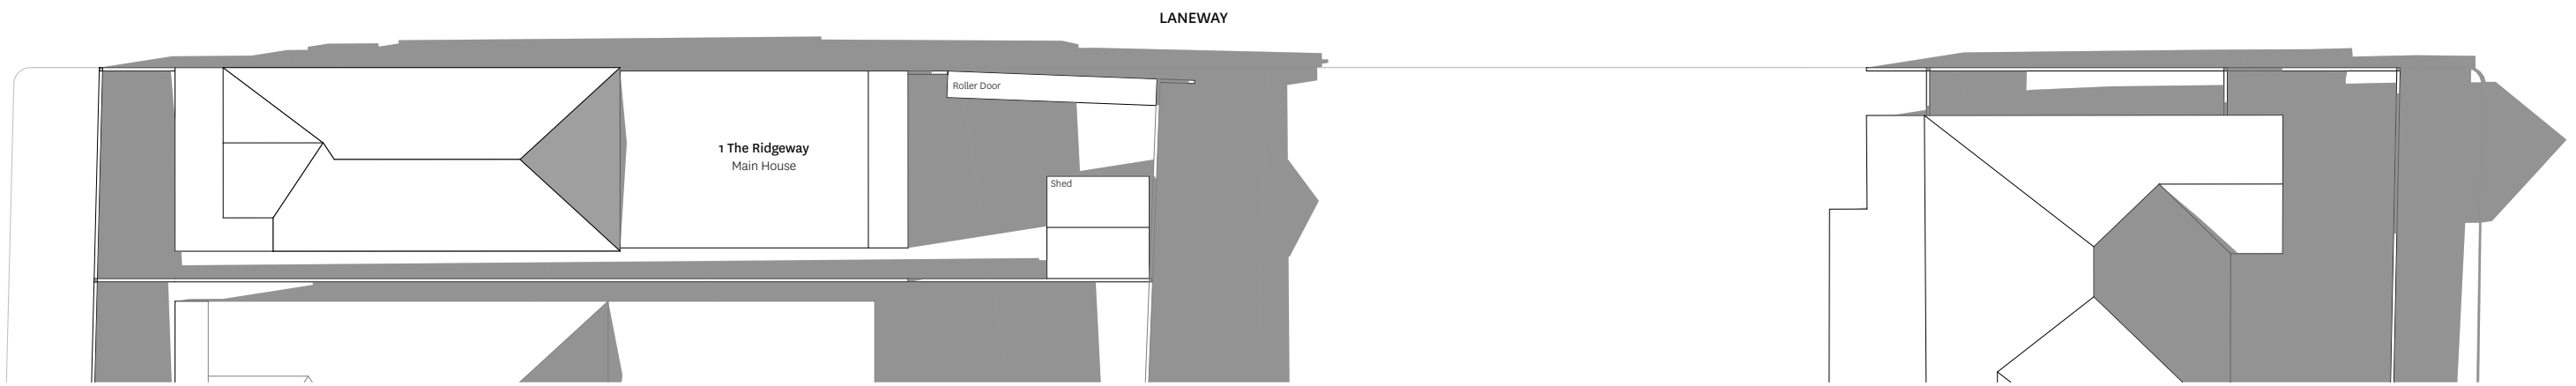 LANEWAY
Roller Door
1 The Ridgeway
Main House
Shed